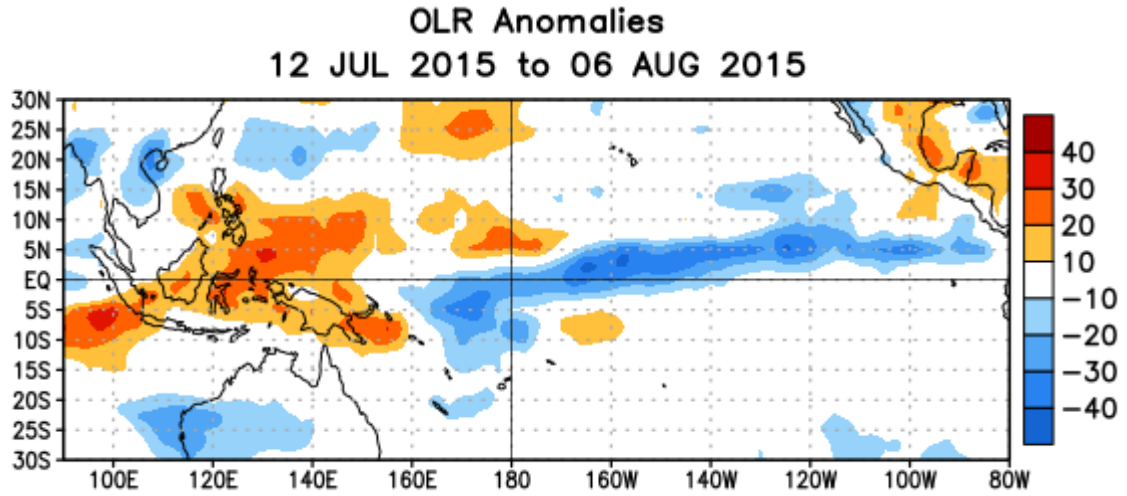 OLR Anomalies
12 JUL 2015 to 06 AUG 2015
30N
25N
20N
15N
10N
5N
EQ
5S
10S
15S
20S
25S
30S
100E 120E 140E 160E 180 160W 140W 120W 100W 80W
40
30
20
10
-10
-20
-30
-40